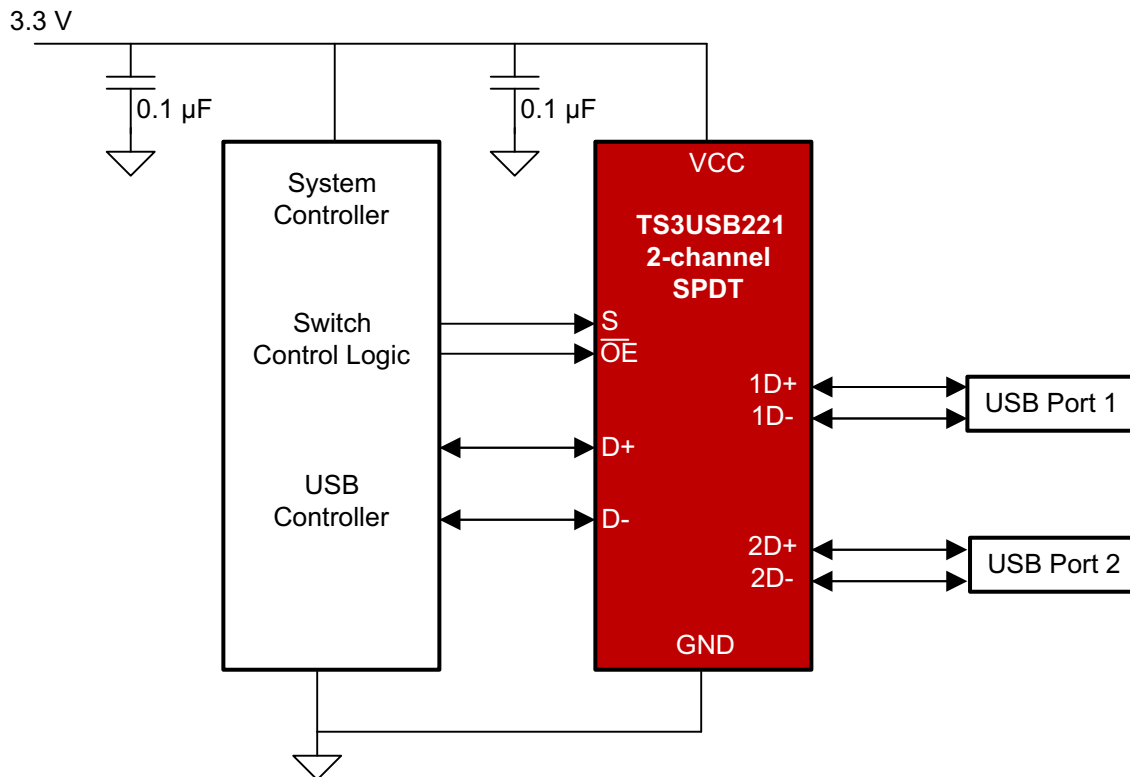 3.3 V
0.1 µF
0.1 µF
System
Controller
Switch
Control Logic
USB
Controller
VCC
TS3USB221
2-channel
SPDT
S
O̅E̅
D+
D-
1D+
1D-
2D+
2D-
GND
USB Port 1
USB Port 2